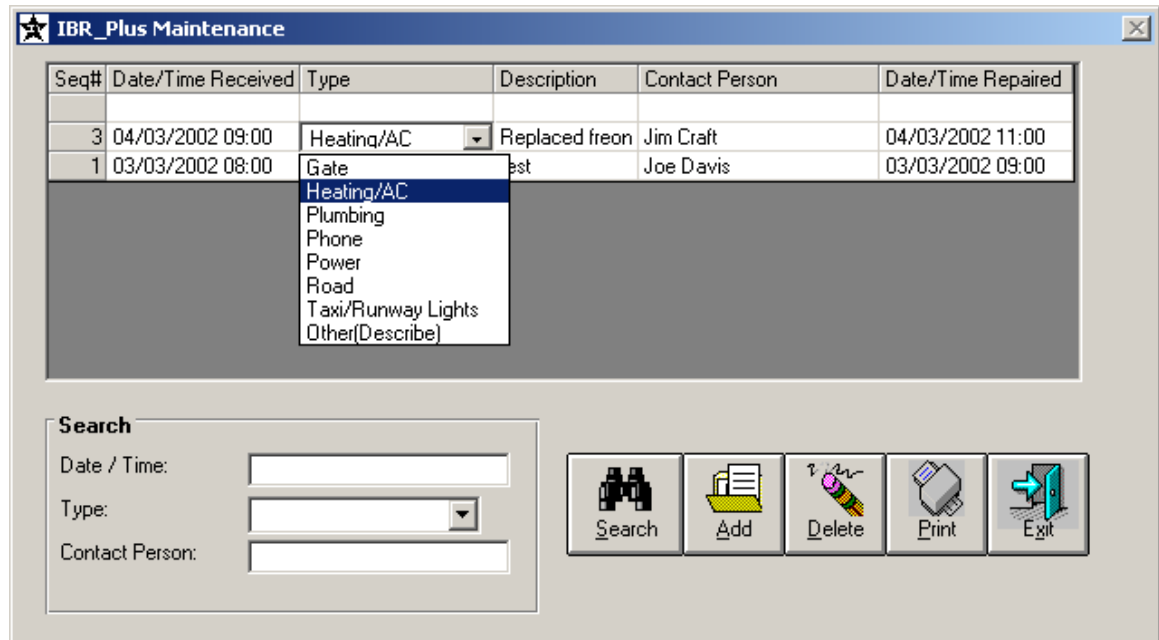 IBR_Plus Maintenance
Seq# Date/Time Received Type Description Contact Person Date/Time Repaired
3 04/03/2002 09:00 Heating/AC Replaced freon Jim Craft 04/03/2002 11:00
1 03/03/2002 08:00 Joe Davis 03/03/2002 09:00
Gate
Heating/AC
Plumbing
Phone
Power
Road
Taxi/Runway Lights
Other(Describe)
Search
Date / Time:
Type:
Contact Person:
Search Add Delete Print Exit